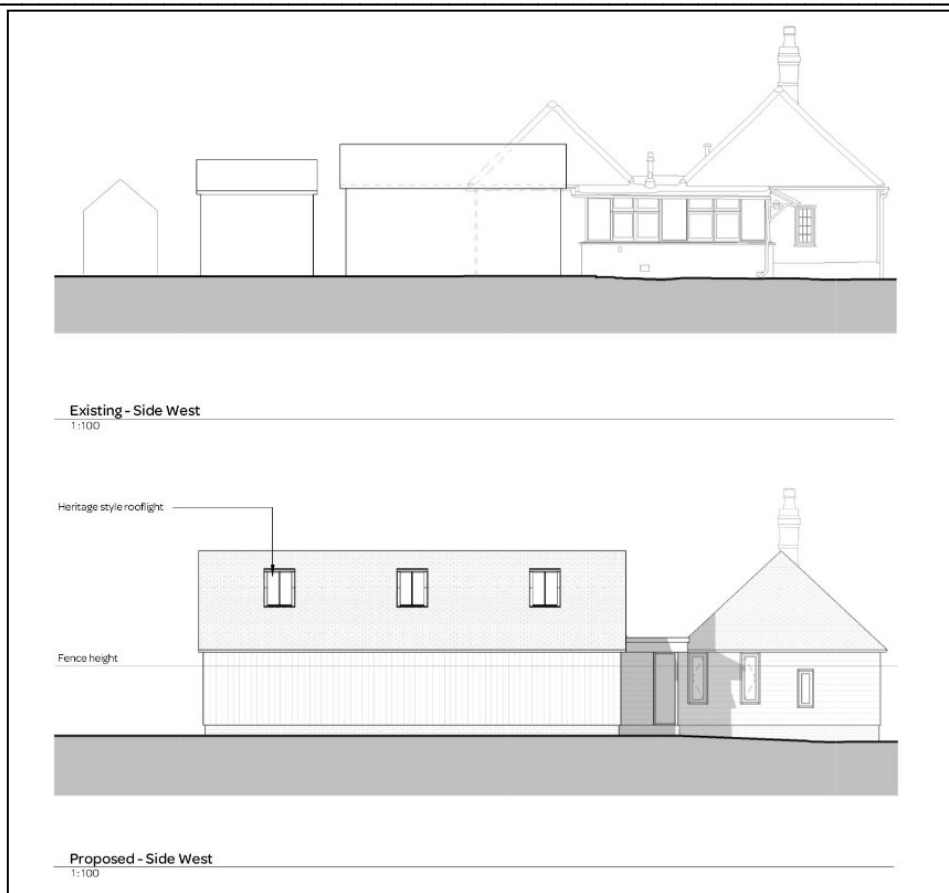 Existing - Side West
1:100
Heritage style rooflight
Fence height
Proposed - Side West
1:100